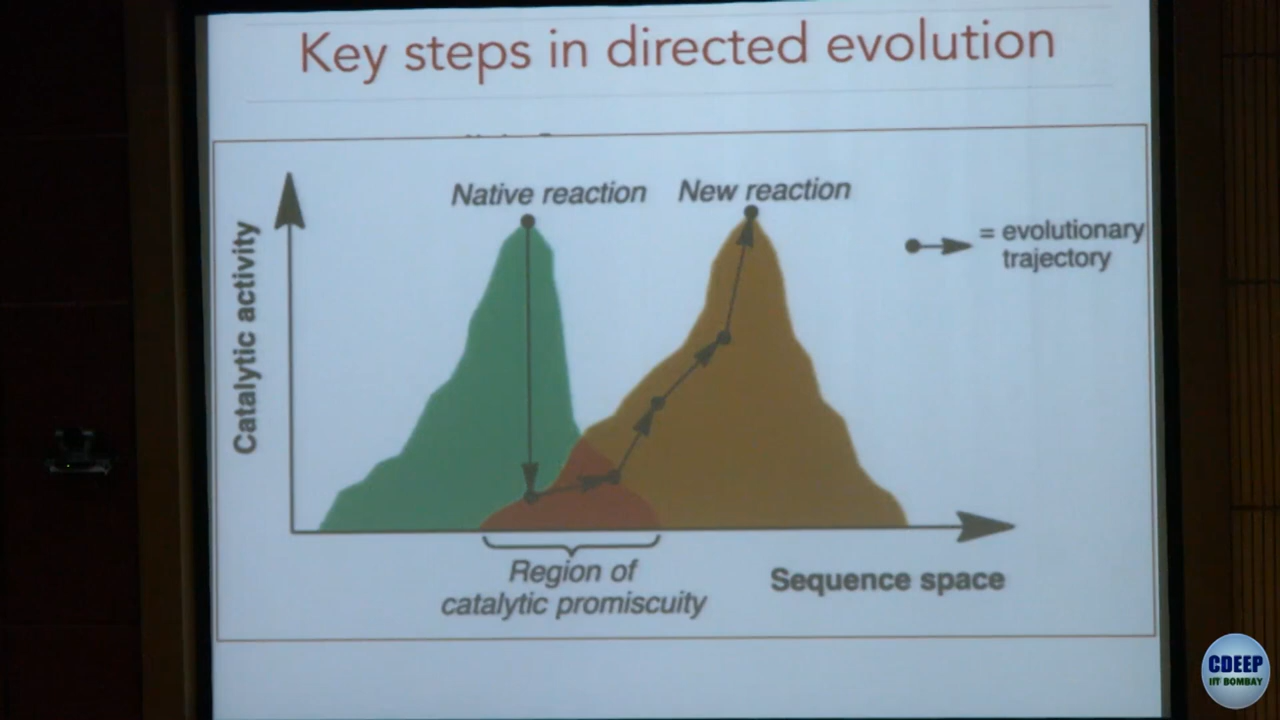 Key steps in directed evolution
Native reaction
New reaction
= evolutionary
trajectory
Catalytic activity
Region of
catalytic promiscuity
Sequence space
CDEEP
IIT BOMBAY